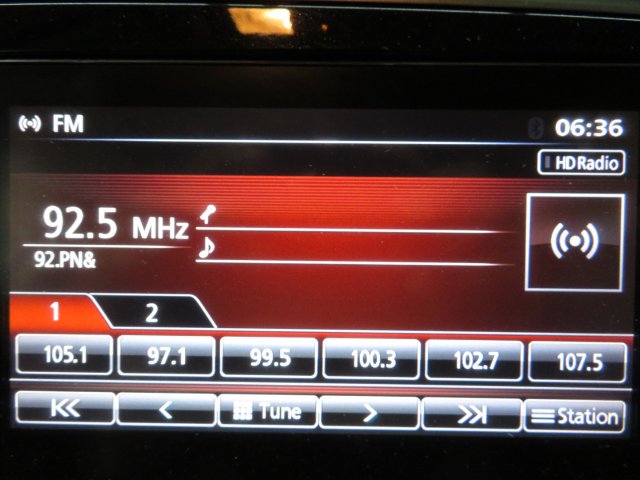 FM
06:36
HD Radio
92.5 MHz
92.PN&
1 2
105.1 97.1 99.5 100.3 102.7 107.5
Tune Station